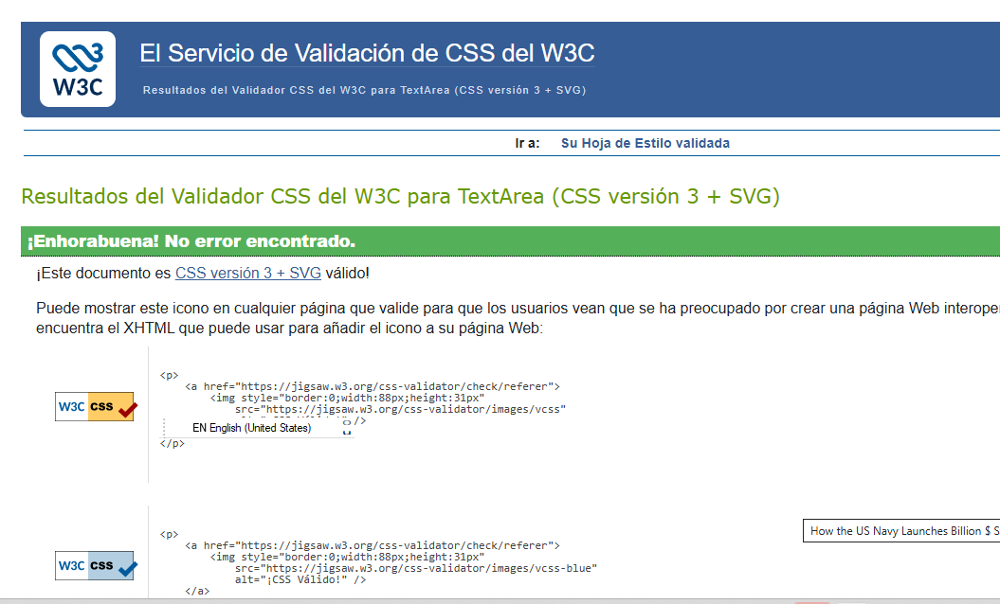 W3C
El Servicio de Validación de CSS del W3C
Resultados del Validador CSS del W3C para TextArea (CSS versión 3 + SVG)
Ir a: Su Hoja de Estilo validada
Resultados del Validador CSS del W3C para TextArea (CSS versión 3 + SVG)
¡Enhorabuena! No error encontrado.
¡Este documento es CSS versión 3 + SVG válido!
Puede mostrar este icono en cualquier página que valide para que los usuarios vean que se ha preocupado por crear una página Web
encuentra el XHTML que puede usar para añadir el icono a su página Web:
W3C css
<p>
<a href="https://jigsaw.w3.org/css-validator/check/referer">
<img style="border:0;width:88px;height:31px"
src="https://jigsaw.w3.org/css-validator/images/vcss"
/>
EN English (United States)
</p>
How the US Navy Launches Billion $
W3C css
<p>
<a href="https://jigsaw.w3.org/css-validator/check/referer">
<img style="border:0;width:88px;height:31px"
src="https://jigsaw.w3.org/css-validator/images/vcss-blue"
alt="¡CSS Válido!" />
</a>